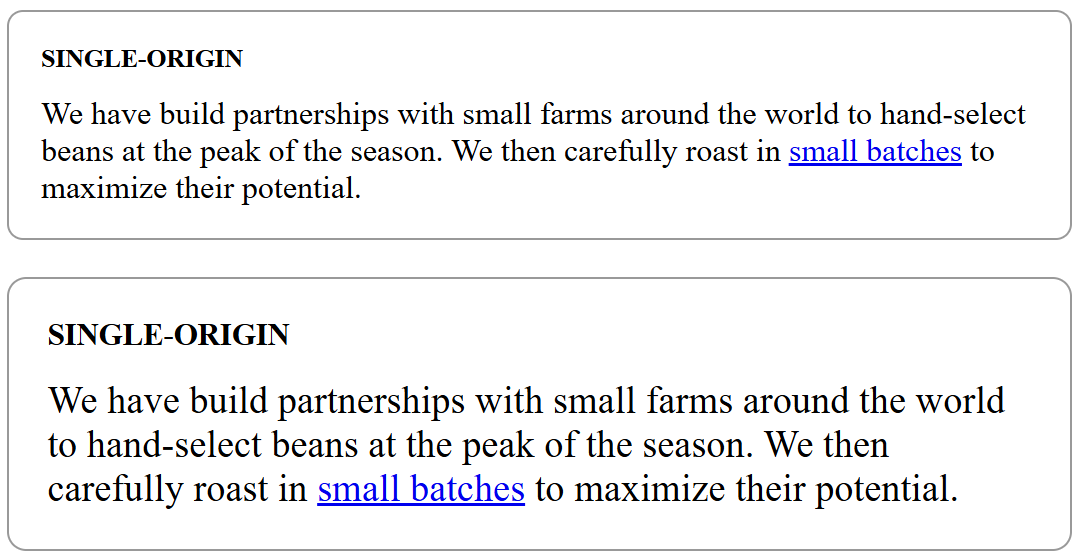 SINGLE-ORIGIN
We have build partnerships with small farms around the world to hand-select
beans at the peak of the season. We then carefully roast in small batches to
maximize their potential.
SINGLE-ORIGIN
We have build partnerships with small farms around the world
to hand-select beans at the peak of the season. We then
carefully roast in small batches to maximize their potential.